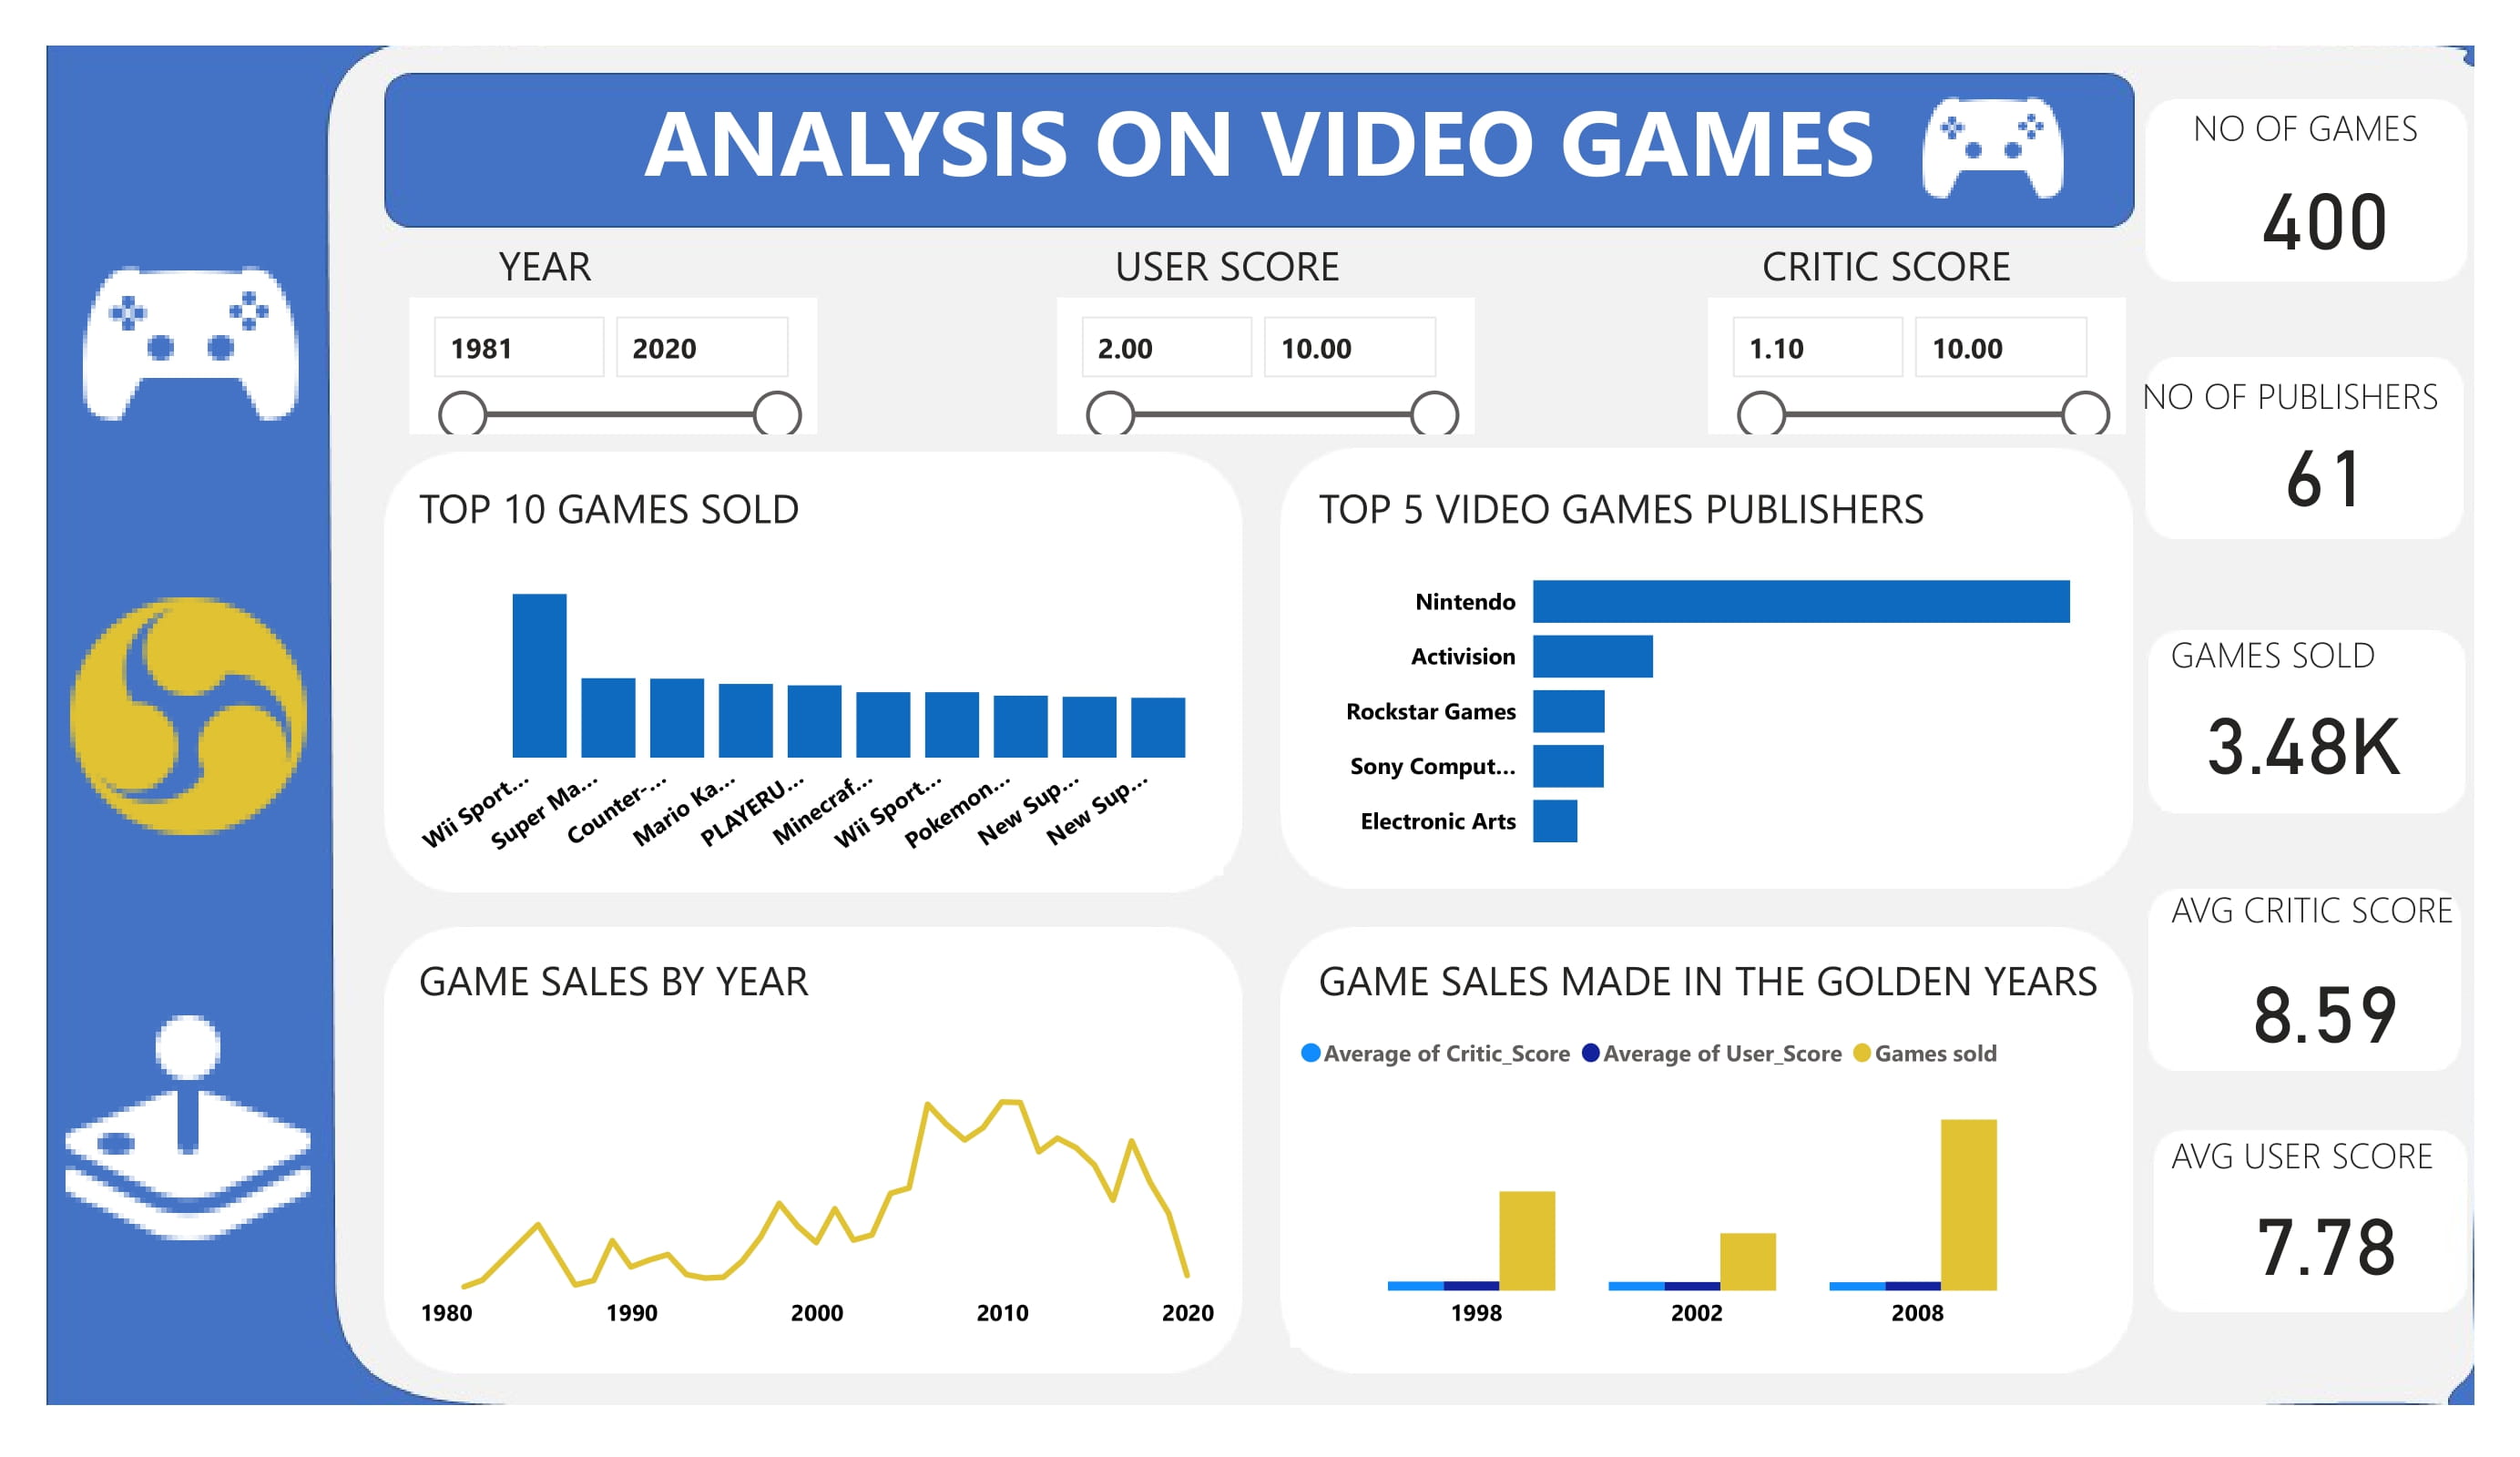 ANALYSIS ON VIDEO GAMES
NO OF GAMES
400
YEAR
1981 2020
USER SCORE
2.00 10.00
CRITIC SCORE
1.10 10.00
NO OF PUBLISHERS
61
TOP 10 GAMES SOLD
Wii Sport...
Super Ma...
Counter-...
Mario Ka...
PLAYERU...
Minecraf...
Wii Sport...
Pokemon...
New Sup...
New Sup...
TOP 5 VIDEO GAMES PUBLISHERS
Nintendo
Activision
Rockstar Games
Sony Comput...
Electronic Arts
GAMES SOLD
3.48K
AVG CRITIC SCORE
8.59
GAME SALES BY YEAR
1980 1990 2000 2010 2020
GAME SALES MADE IN THE GOLDEN YEARS
Average of Critic_Score Average of User_Score Games sold
1998 2002 2008
AVG USER SCORE
7.78